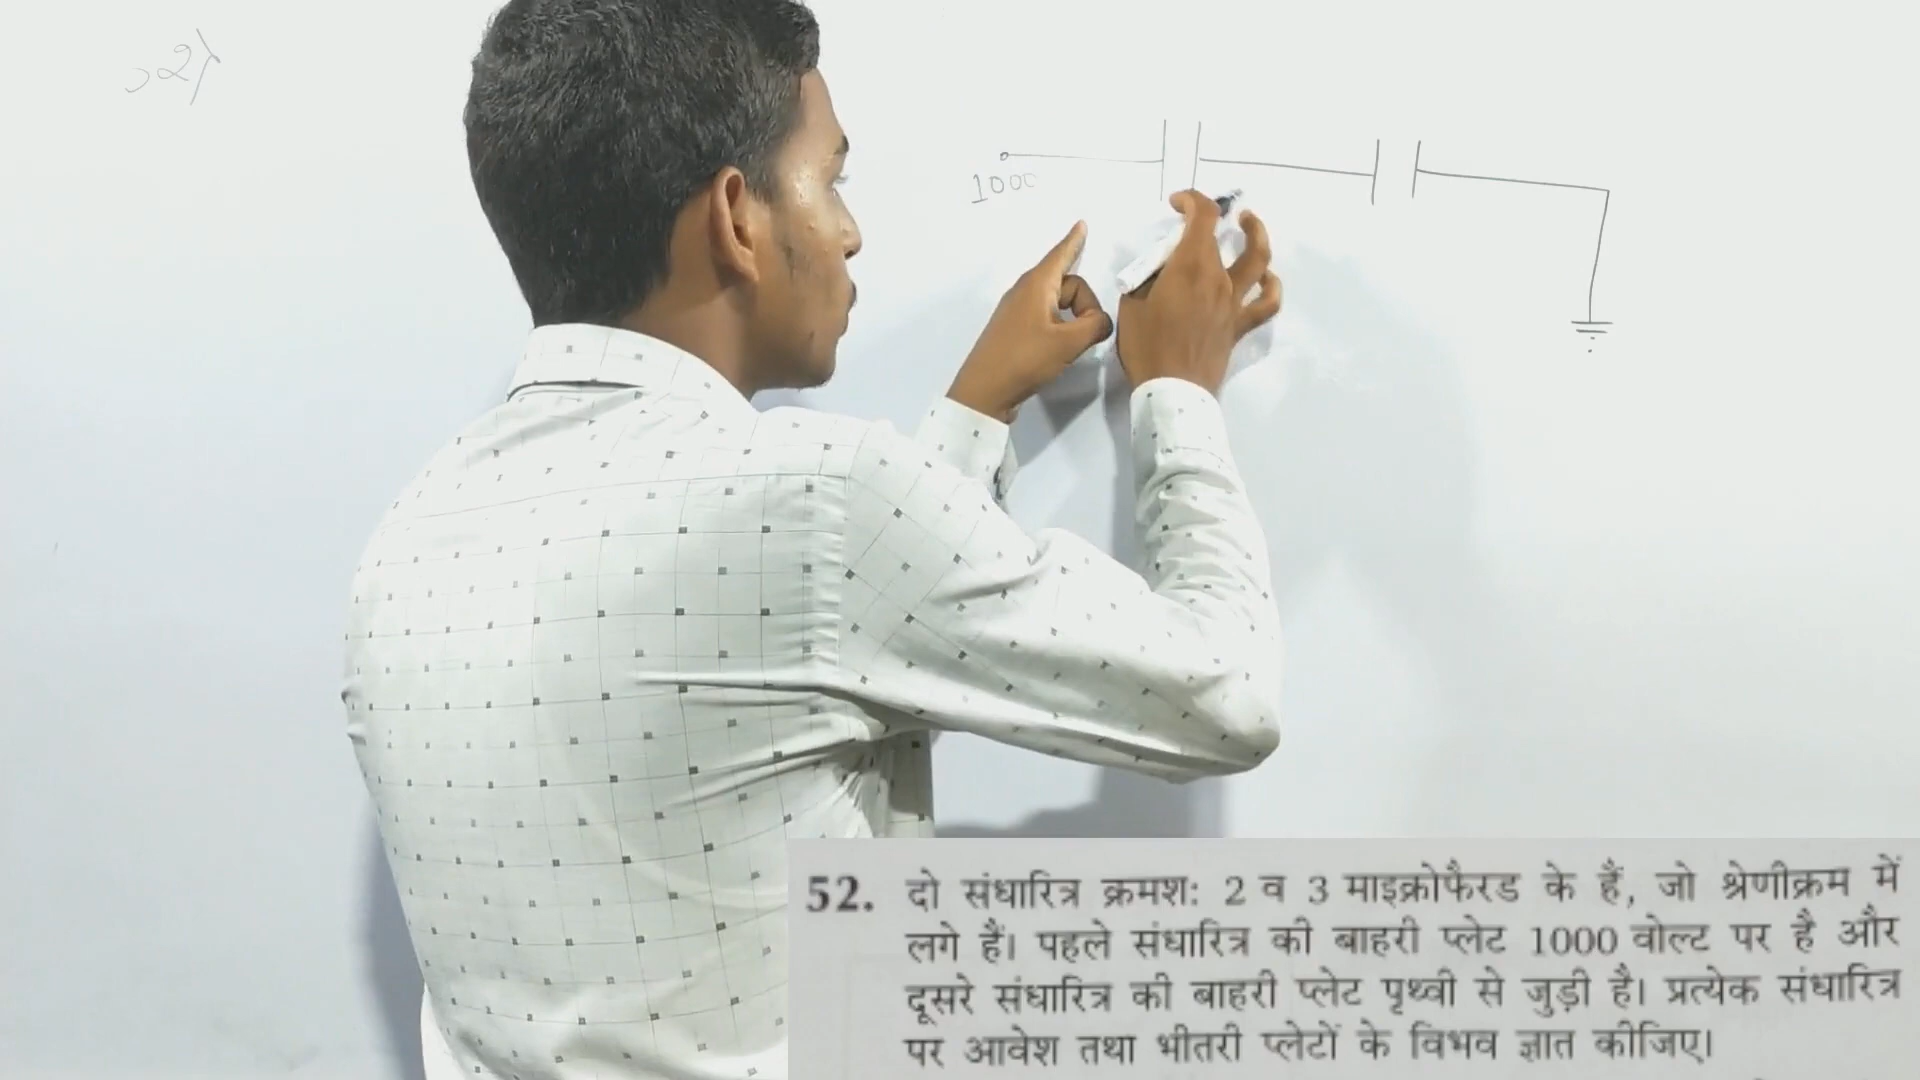 1000
52. दो संधारित्र क्रमश: 2 व 3 माइक्रोफैरड के हैं, जो श्रेणीक्रम में
लगे हैं। पहले संधारित्र की बाहरी प्लेट 1000 वोल्ट पर है और
दूसरे संधारित्र की बाहरी प्लेट पृथ्वी से जुड़ी है। प्रत्येक संधारित्र
पर आवेश तथा भीतरी प्लेटों के विभव ज्ञात कीजिए।